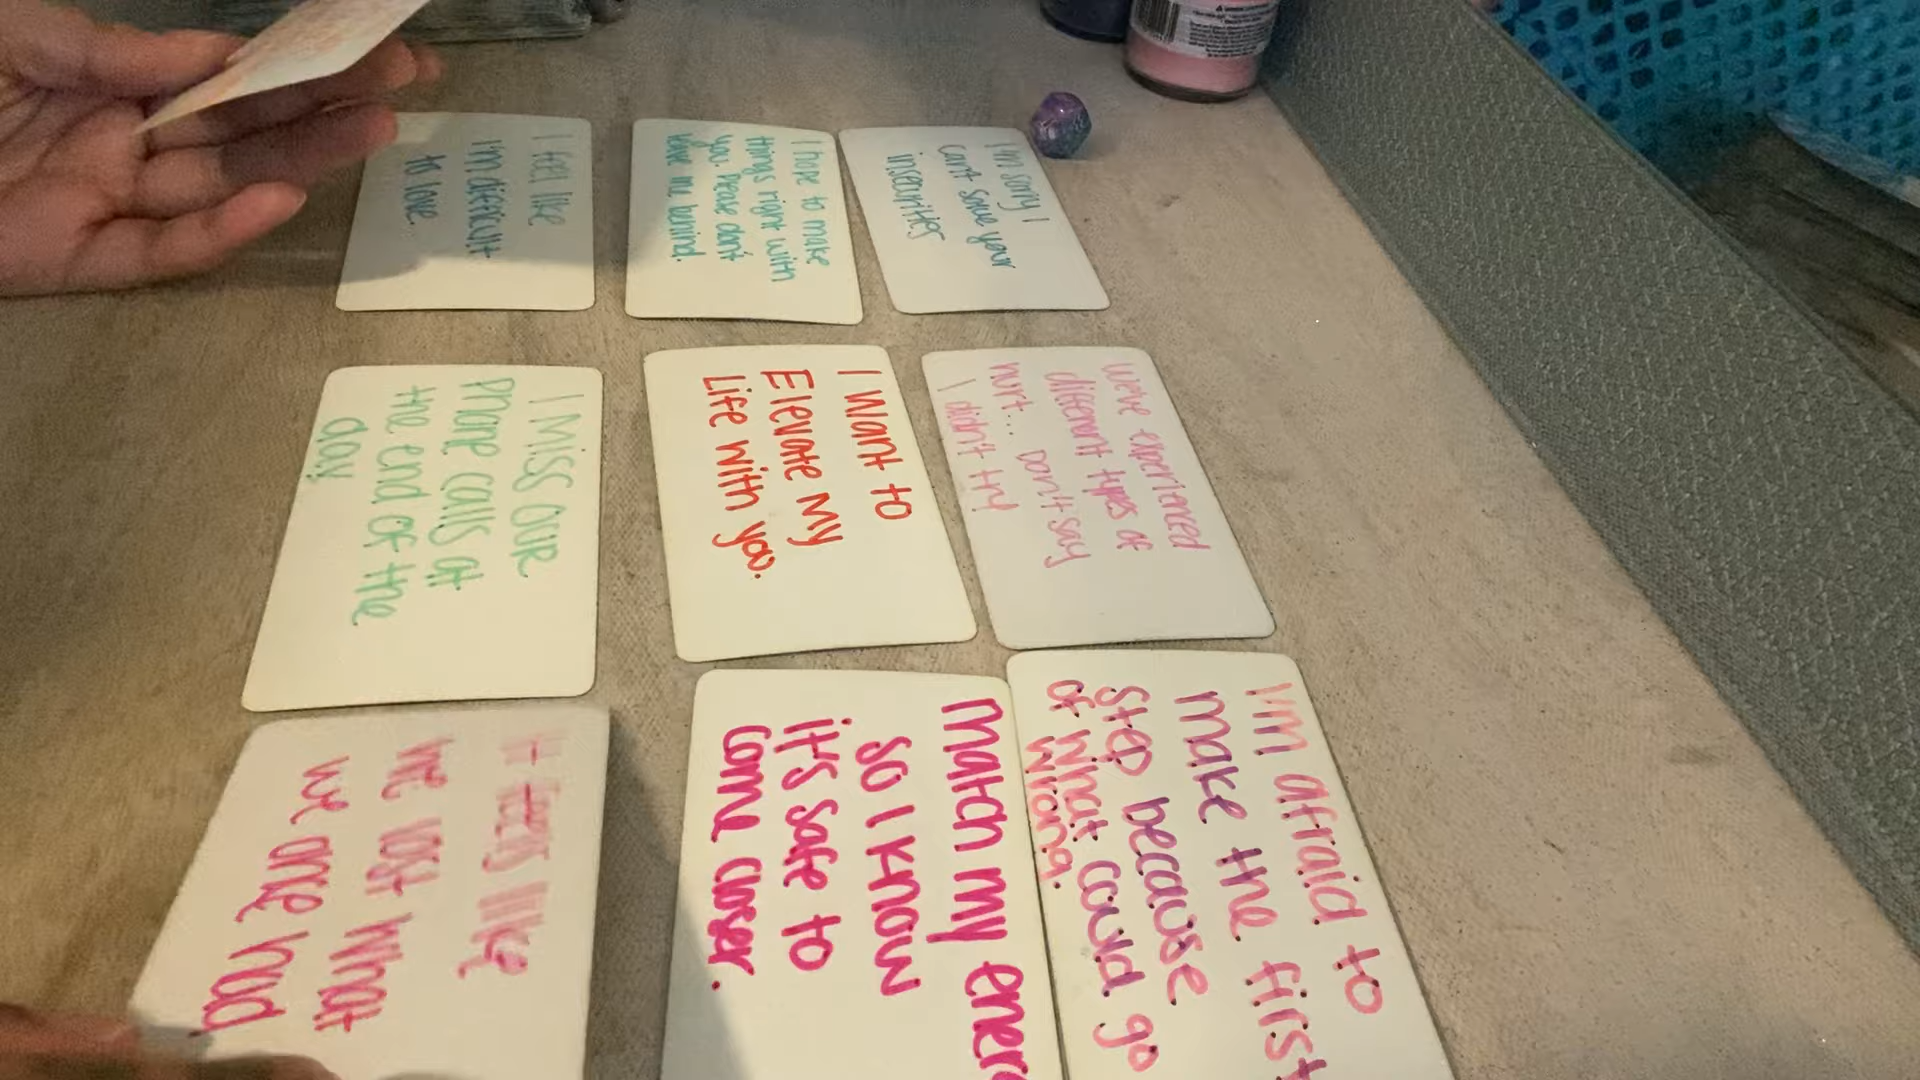 I feel like
I'm difficult
to love.
I hope to make
things right with
you. Please don't
leave me behind.
I'm sorry I
can't solve your
insecurities
I Miss our
phone calls at
the end of the
day
I Want to
Elevate My
Life with you.
We've experienced
different types of
hurt... Don't say
I didn't try
It feels like
we lost what
we once had
Match my
so I know
it's safe to
come closer.
I'm afraid to
make the first
step because
of what could go
wrong.